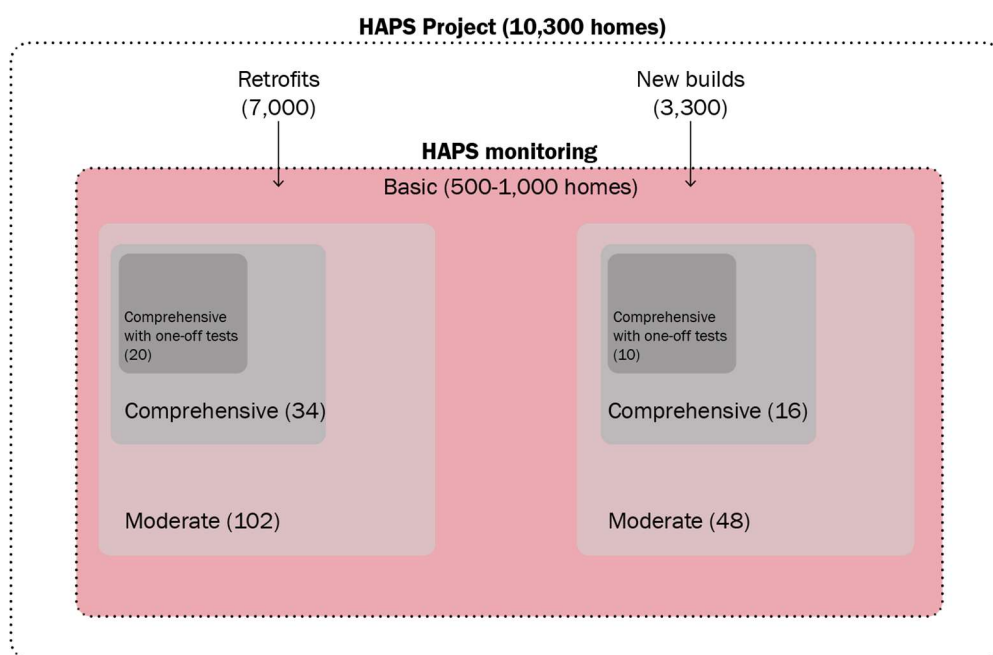 HAPS Project (10,300 homes)
Retrofits
(7,000)
New builds
(3,300)
HAPS monitoring
Basic (500-1,000 homes)
Comprehensive
with one-off tests
(20)
Comprehensive (34)
Moderate (102)
Comprehensive
with one-off tests
(10)
Comprehensive (16)
Moderate (48)